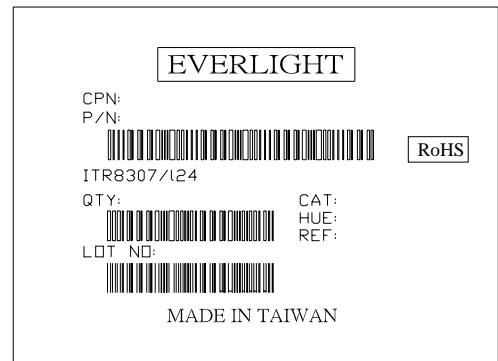 EVERLIGHT
CPN:
P/N:
RoHS
ITR8307/l24
QTY:
CAT:
HUE:
REF:
LOT NO:
MADE IN TAIWAN